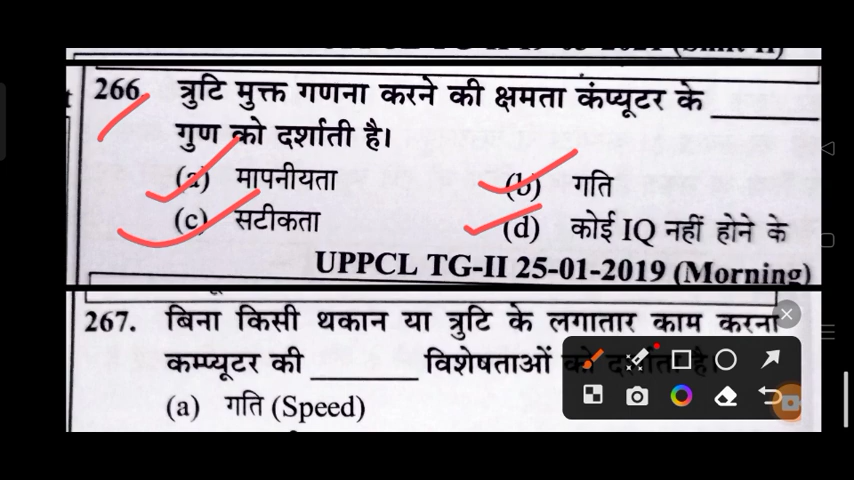 266. त्रुटि मुक्त गणना करने की क्षमता कंप्यूटर के ______
गुण को दर्शाती है।
(a) मापनीयता (b) गति
(c) सटीकता (d) कोई IQ नहीं होने के
UPPCL TG-II 25-01-2019 (Morning)
267. बिना किसी थकान या त्रुटि के लगातार काम करना
कम्प्यूटर की ______ विशेषताओं को दर्शाता है।
(a) गति (Speed)